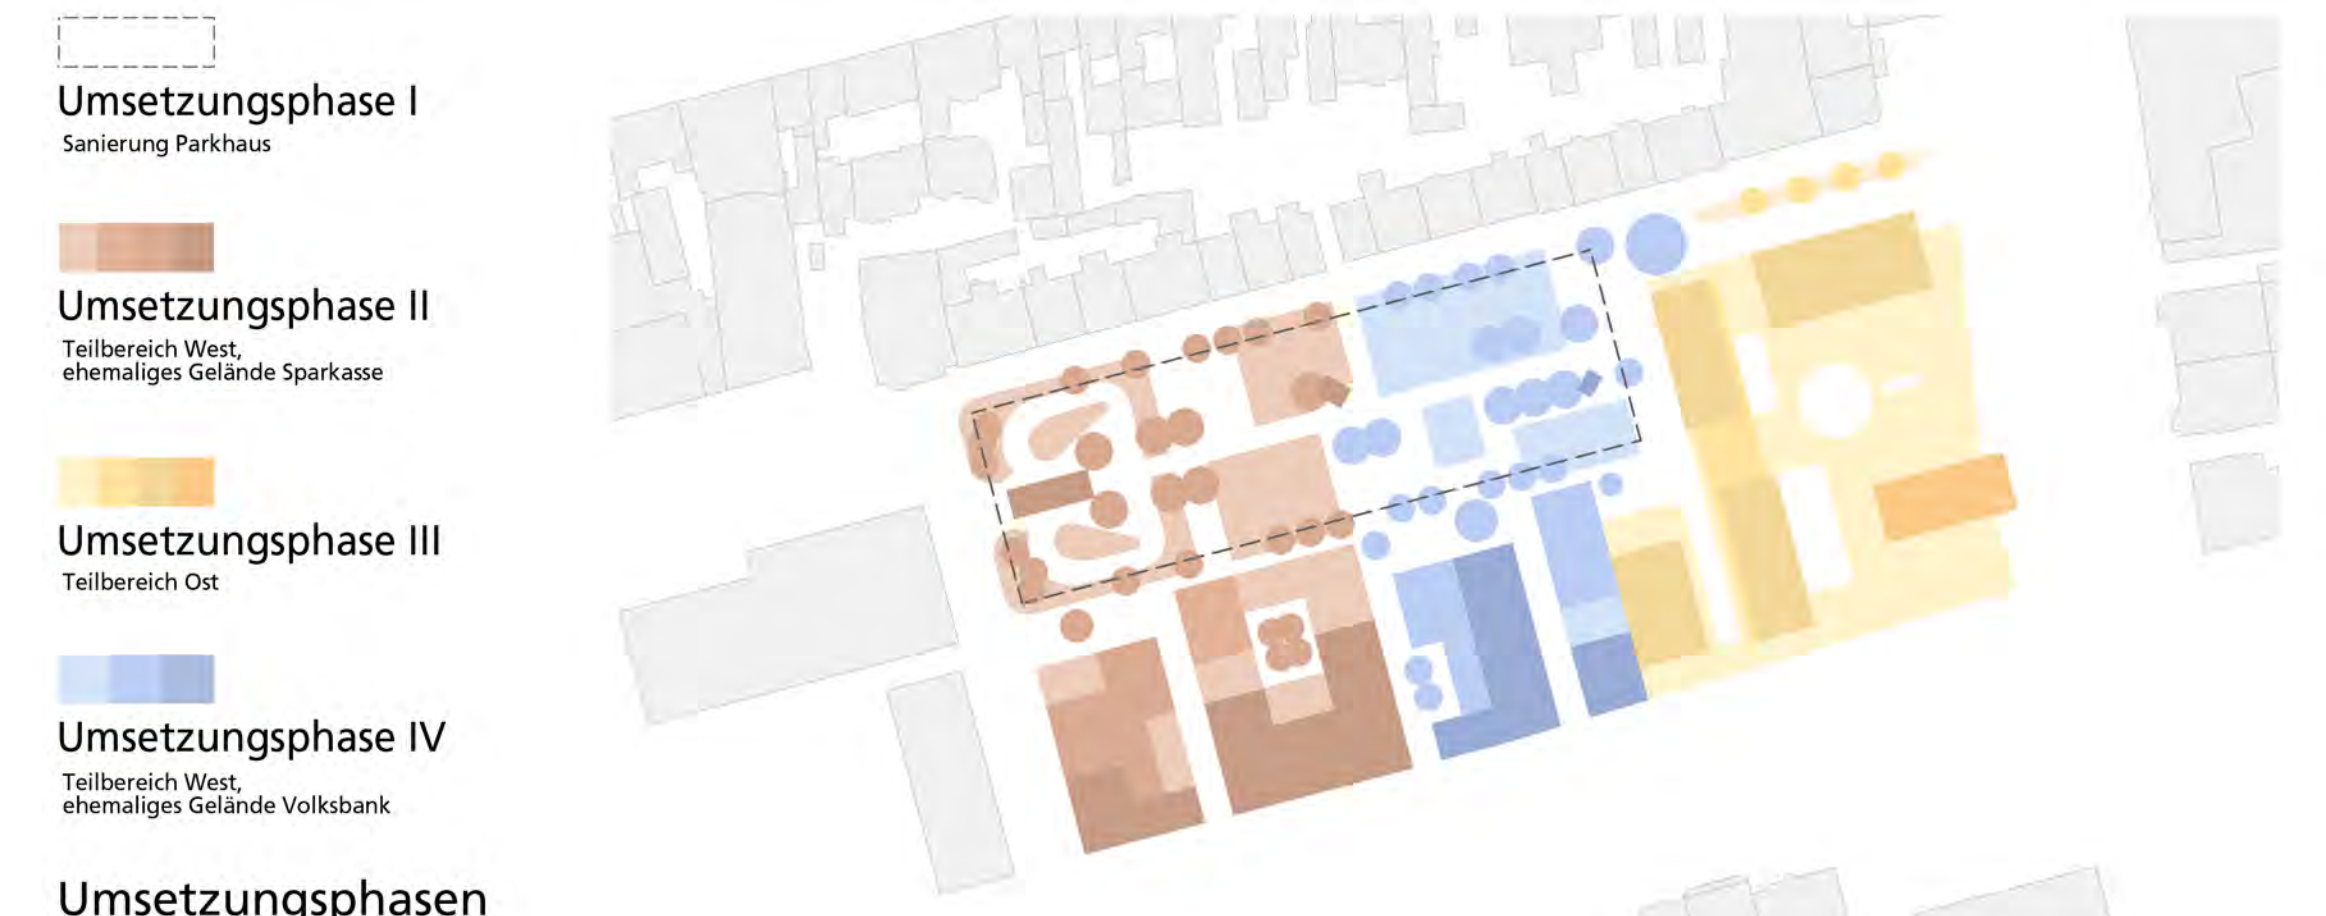 Umsetzungsphase I
Sanierung Parkhaus
Umsetzungsphase II
Teilbereich West,
ehemaliges Gelände Sparkasse
Umsetzungsphase III
Teilbereich Ost
Umsetzungsphase IV
Teilbereich West,
ehemaliges Gelände Volksbank
Umsetzungsphasen